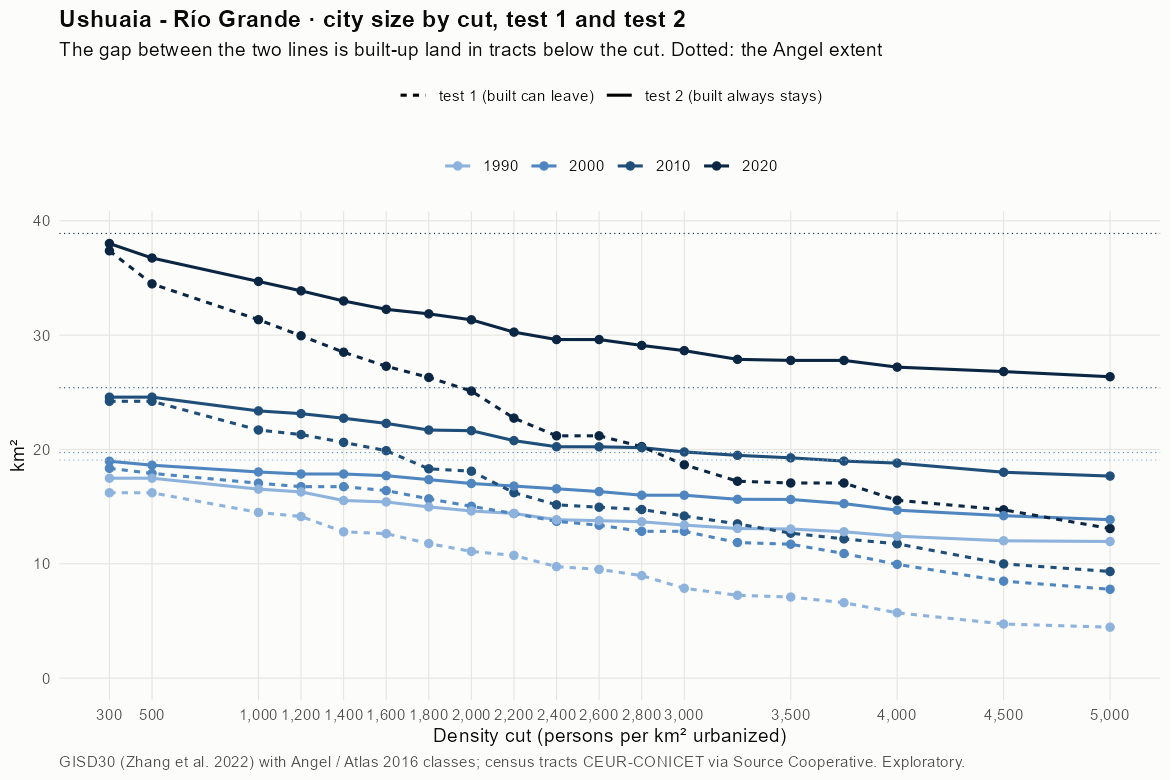 Ushuaia - Río Grande · city size by cut, test 1 and test 2
The gap between the two lines is built-up land in tracts below the cut. Dotted: the Angel extent
test 1 (built can leave) test 2 (built always stays)
1990 2000 2010 2020
km²
40
30
20
10
0
300 500 1,000 1,200 1,400 1,600 1,800 2,000 2,200 2,400 2,600 2,800 3,000 3,500 4,000 4,500 5,000
Density cut (persons per km² urbanized)
GISD30 (Zhang et al. 2022) with Angel / Atlas 2016 classes; census tracts CEUR-CONICET via Source Cooperative. Exploratory.